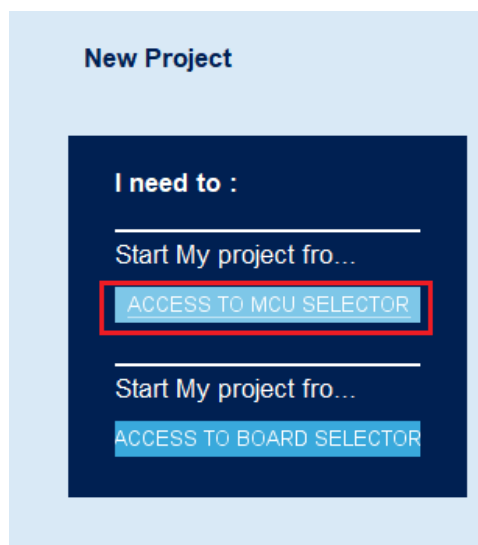 New Project
I need to :
Start My project fro...
ACCESS TO MCU SELECTOR
Start My project fro...
ACCESS TO BOARD SELECTOR